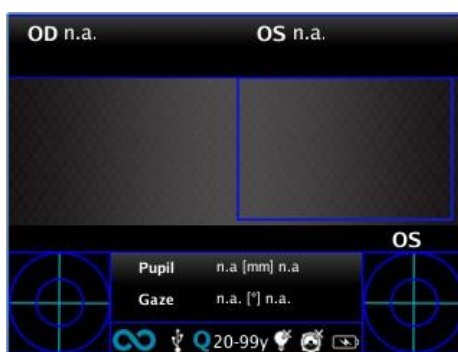 OD n.a. OS n.a.
OS
Pupil n.a [mm] n.a
Gaze n.a. [°] n.a.
Q 20-99y